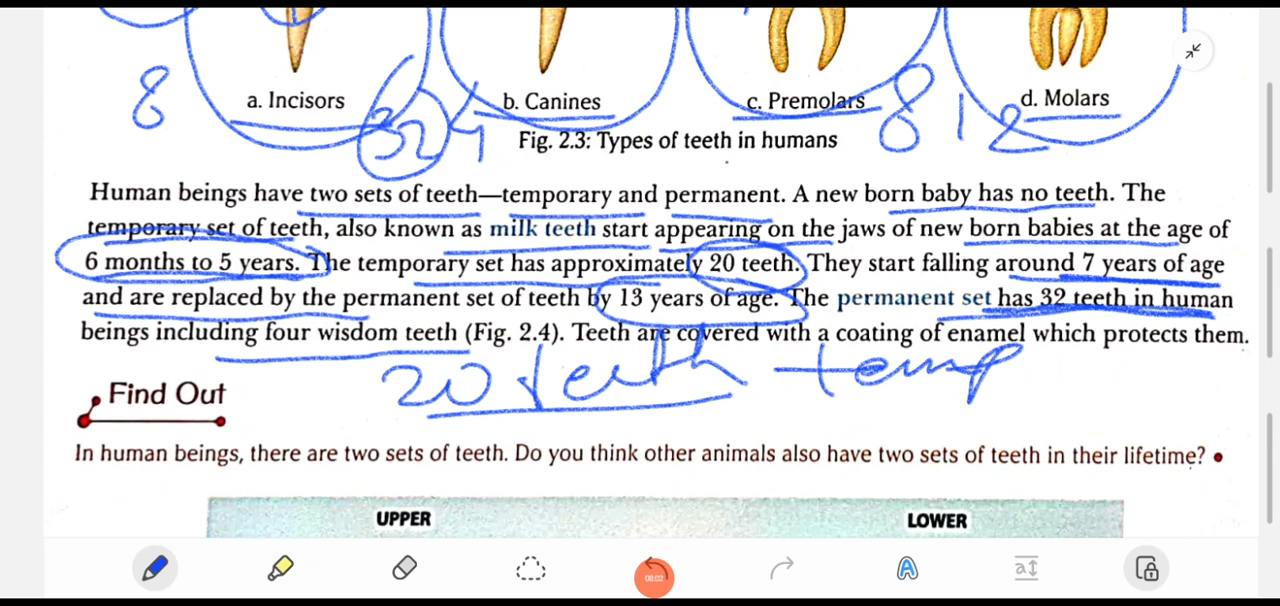 8
a. Incisors
32
4
b. Canines
c. Premolars
8
12
d. Molars
Fig. 2.3: Types of teeth in humans
Human beings have two sets of teeth—temporary and permanent. A new born baby has no teeth. The
temporary set of teeth, also known as milk teeth start appearing on the jaws of new born babies at the age of
6 months to 5 years. The temporary set has approximately 20 teeth. They start falling around 7 years of age
and are replaced by the permanent set of teeth by 13 years of age. The permanent set has 32 teeth in human
beings including four wisdom teeth (Fig. 2.4). Teeth are covered with a coating of enamel which protects them.
20 teeth temp
Find Out
In human beings, there are two sets of teeth. Do you think other animals also have two sets of teeth in their lifetime?
UPPER LOWER
08:02